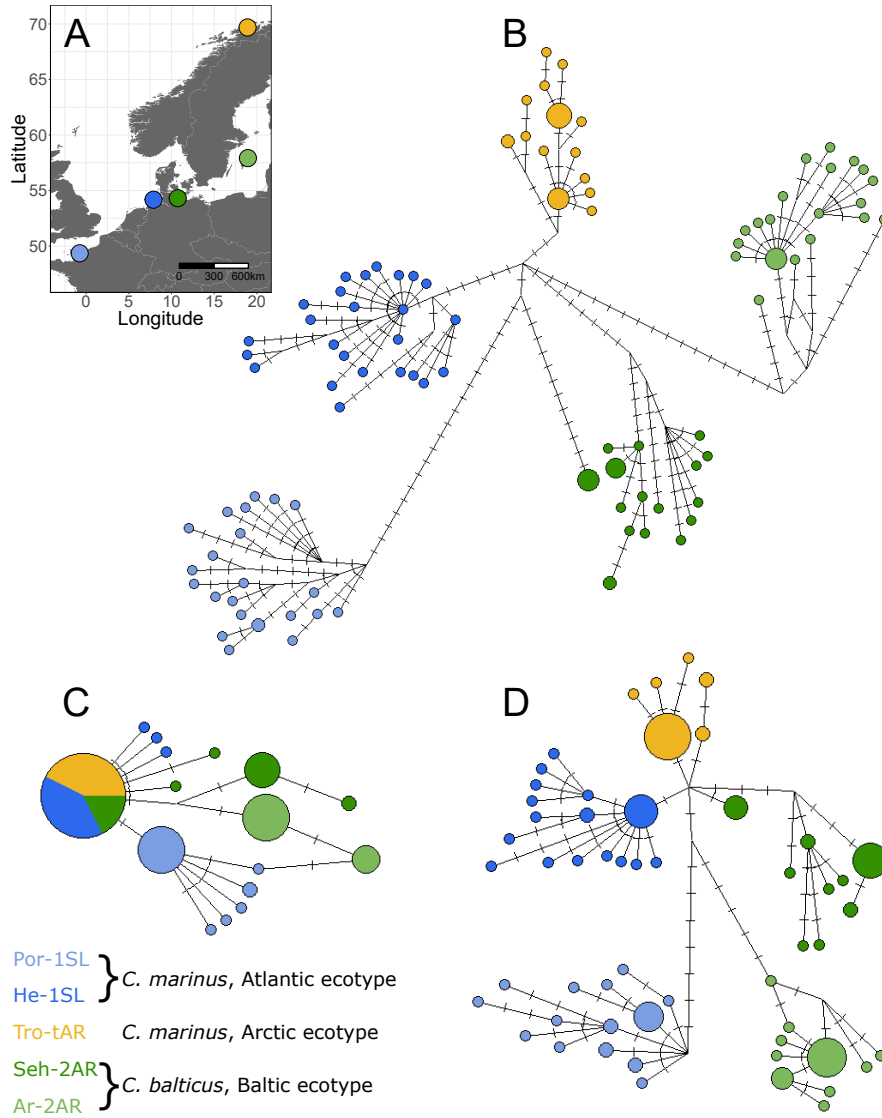 A
B
70
65
60
55
50
Latitude
0 300 600km
0 5 10 15 20
Longitude
C
D
Por-1SL
He-1SL
} C. marinus, Atlantic ecotype
Tro-tAR C. marinus, Arctic ecotype
Seh-2AR
Ar-2AR
} C. balticus, Baltic ecotype